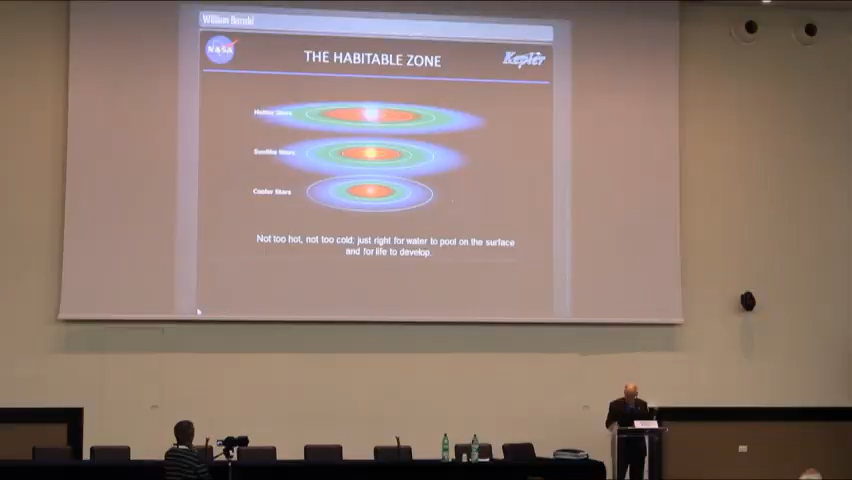 William Borucki
NASA
THE HABITABLE ZONE
Kepler
Hotter Stars
Sunlike Stars
Cooler Stars
Not too hot, not too cold; just right for water to pool on the surface
and for life to develop.